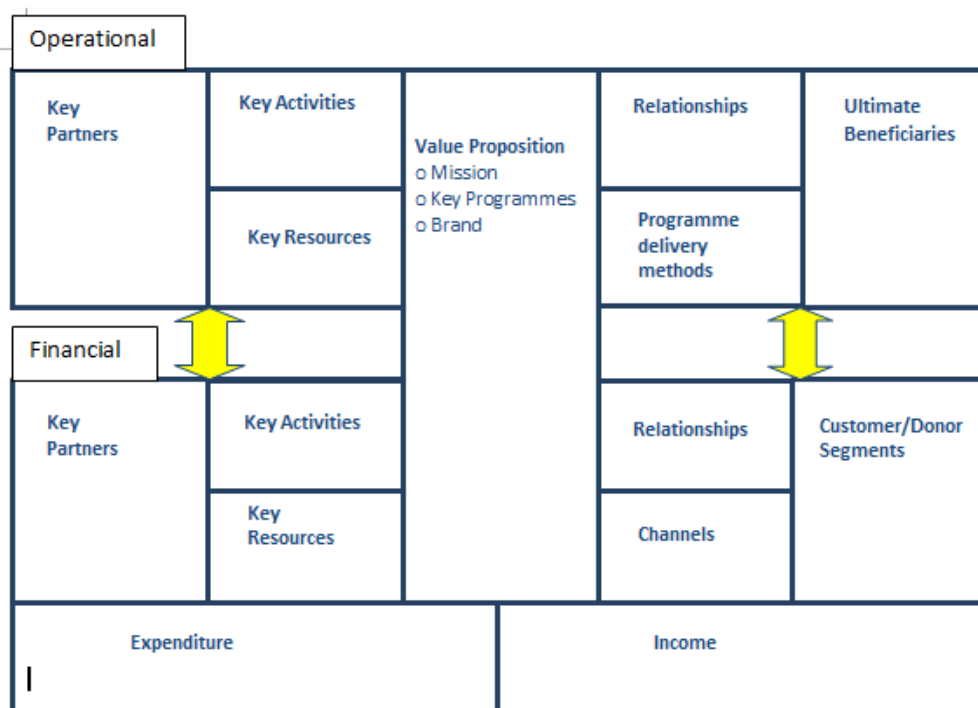 Operational
Key
Partners
Key Activities
Key Resources
Value Proposition
o Mission
o Key Programmes
o Brand
Relationships
Programme
delivery
methods
Ultimate
Beneficiaries
Financial
Key
Partners
Key Activities
Key
Resources
Relationships
Channels
Customer/Donor
Segments
Expenditure
Income